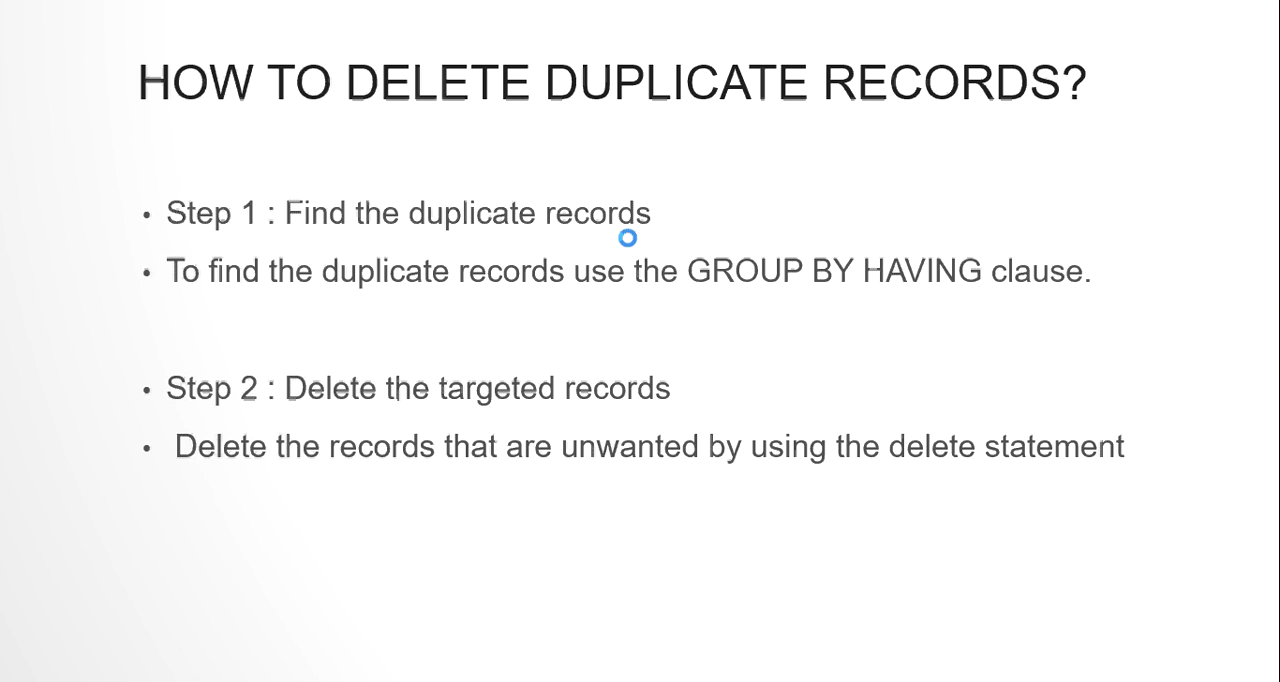 HOW TO DELETE DUPLICATE RECORDS?
• Step 1 : Find the duplicate records
• To find the duplicate records use the GROUP BY HAVING clause.
• Step 2 : Delete the targeted records
• Delete the records that are unwanted by using the delete statement